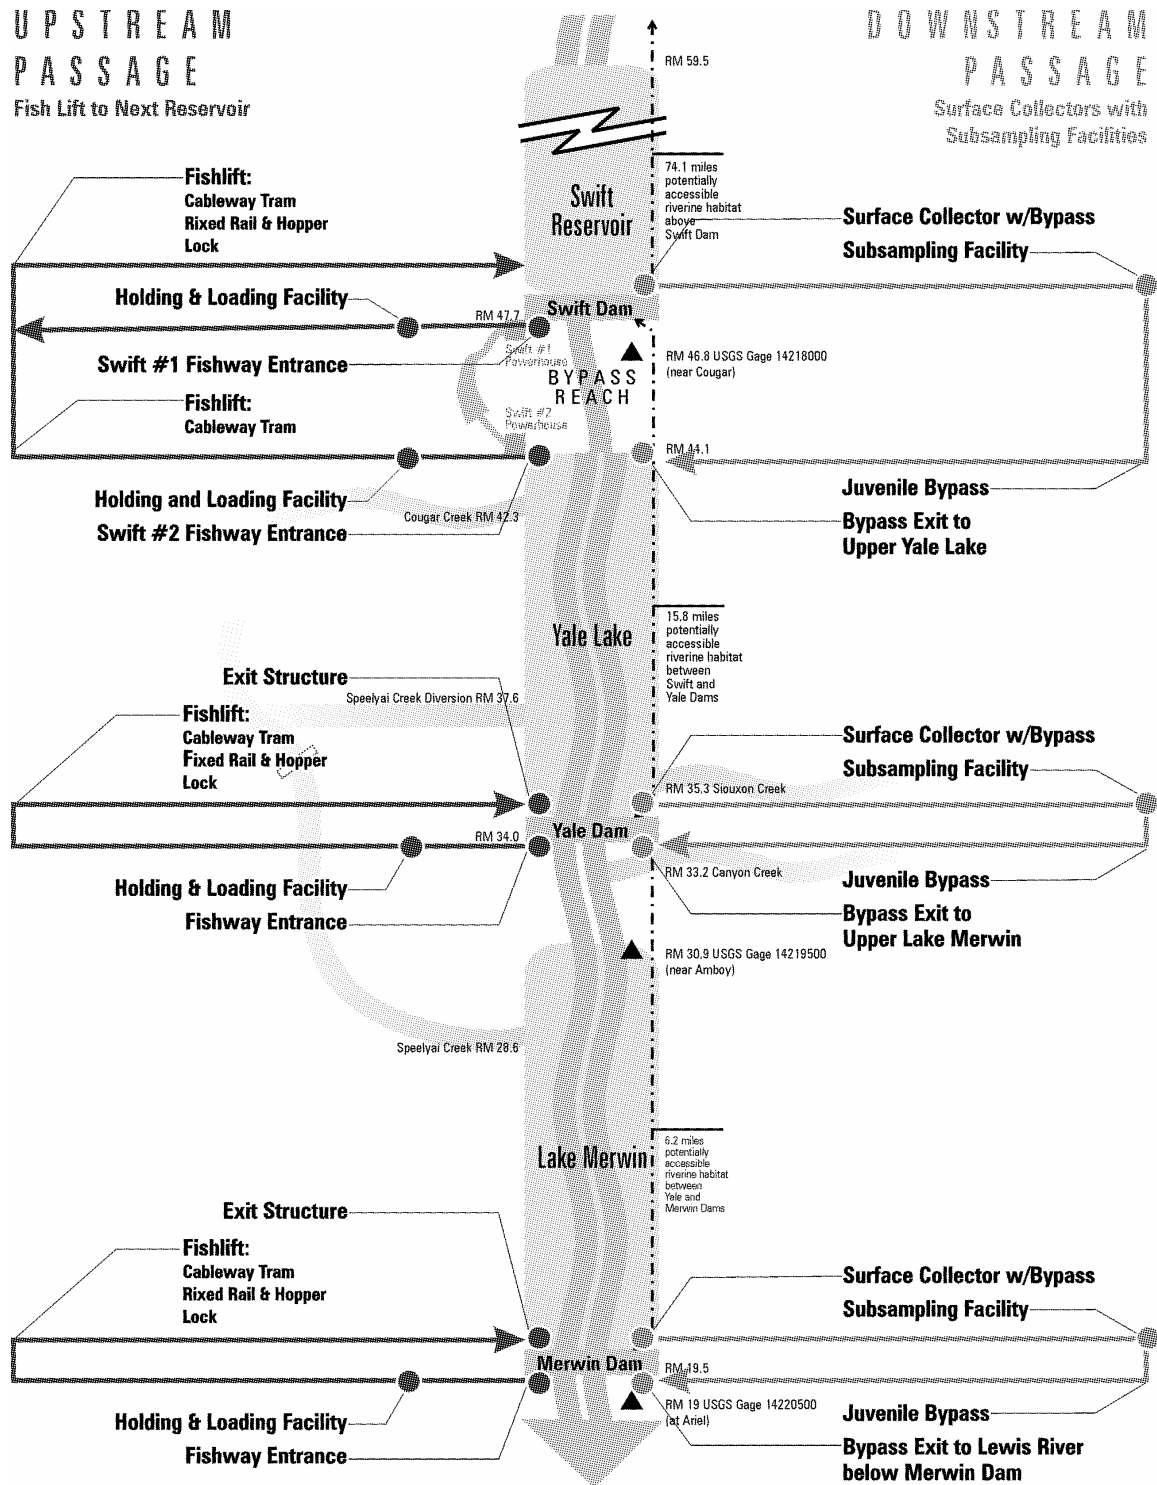 UPSTREAM
PASSAGE
Fish Lift to Next Reservoir
DOWNSTREAM
PASSAGE
Surface Collectors with
Subsampling Facilities
RM 59.5
Fishlift:
Cableway Tram
Rixed Rail & Hopper
Lock
Swift
Reservoir
74.1 miles
potentially
accessible
riverine habitat
above
Swift Dam
Surface Collector w/Bypass
Subsampling Facility
Holding & Loading Facility
RM 47.7
Swift Dam
Swift #1 Fishway Entrance
Swift #1
Powerhouse
BYPASS
REACH
RM 46.8 USGS Gage 14218000
(near Cougar)
Fishlift:
Cableway Tram
Swift #2
Powerhouse
RM 44.1
Holding and Loading Facility
Swift #2 Fishway Entrance
Cougar Creek RM 42.3
Juvenile Bypass
Bypass Exit to
Upper Yale Lake
Yale Lake
15.8 miles
potentially
accessible
riverine habitat
between
Swift and
Yale Dams
Exit Structure
Speelyai Creek Diversion RM 37.6
Fishlift:
Cableway Tram
Fixed Rail & Hopper
Lock
Surface Collector w/Bypass
Subsampling Facility
RM 35.3 Siouxon Creek
RM 34.0
Yale Dam
Holding & Loading Facility
Fishway Entrance
RM 33.2 Canyon Creek
Juvenile Bypass
Bypass Exit to
Upper Lake Merwin
RM 30.9 USGS Gage 14219500
(near Amboy)
Speelyai Creek RM 28.6
Lake Merwin
6.2 miles
potentially
accessible
riverine habitat
between
Yale and
Merwin Dams
Exit Structure
Fishlift:
Cableway Tram
Rixed Rail & Hopper
Lock
Surface Collector w/Bypass
Subsampling Facility
Merwin Dam
RM 19.5
RM 19 USGS Gage 14220500
(at Ariel)
Holding & Loading Facility
Fishway Entrance
Juvenile Bypass
Bypass Exit to Lewis River
below Merwin Dam